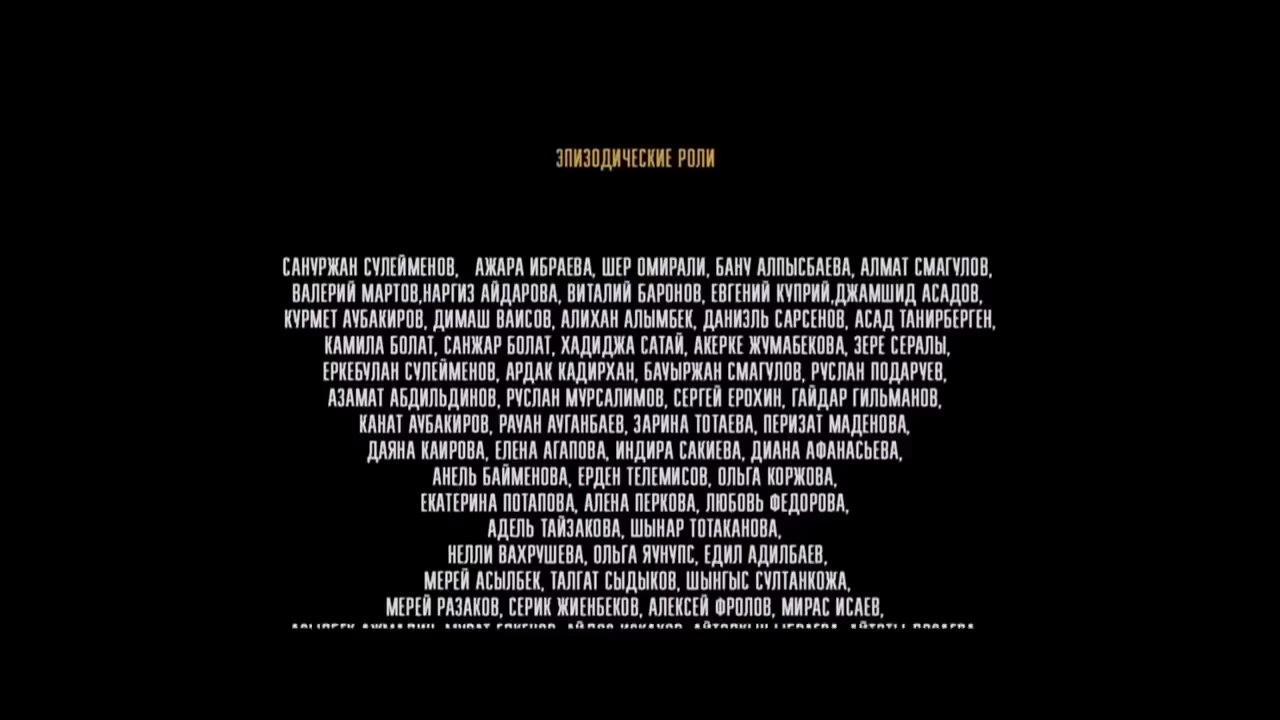 ЭПИЗОДИЧЕСКИЕ РОЛИ
САНУРЖАН СУЛЕЙМЕНОВ, АЖАРА ИБРАЕВА, ШЕР ОМИРАЛИ, БАНУ АЛПЫСБАЕВА, АЛМАТ СМАГУЛОВ,
ВАЛЕРИЙ МАРТОВ,НАРГИЗ АЙДАРОВА, ВИТАЛИЙ БАРОНОВ, ЕВГЕНИЙ КУПРИЙ,ДЖАМШИД АСАДОВ,
КУРМЕТ АУБАКИРОВ, ДИМАШ ВАИСОВ, АЛИХАН АЛЫМБЕК, ДАНИЭЛЬ САРСЕНОВ, АСАД ТАНИРБЕРГЕН,
КАМИЛА БОЛАТ, САНЖАР БОЛАТ, ХАДИДЖА САТАЙ, АКЕРКЕ ЖУМАБЕКОВА, ЗЕРЕ СЕРАЛЫ,
ЕРКЕБУЛАН СУЛЕЙМЕНОВ, АРДАК КАДИРХАН, БАУЫРЖАН СМАГУЛОВ, РУСЛАН ПОДАРУЕВ,
АЗАМАТ АБДИЛЬДИНОВ, РУСЛАН МУРСАЛИМОВ, СЕРГЕЙ ЕРОХИН, ГАЙДАР ГИЛЬМАНОВ,
КАНАТ АУБАКИРОВ, РАУАН АУГАНБАЕВ, ЗАРИНА ТОТАЕВА, ПЕРИЗАТ МАДЕНОВА,
ДАЯНА КАИРОВА, ЕЛЕНА АГАПОВА, ИНДИРА САКИЕВА, ДИАНА АФАНАСЬЕВА,
АНЕЛЬ БАЙМЕНОВА, ЕРДЕН ТЕЛЕМИСОВ, ОЛЬГА КОРЖОВА,
ЕКАТЕРИНА ПОТАПОВА, АЛЕНА ПЕРКОВА, ЛЮБОВЬ ФЕДОРОВА,
АДЕЛЬ ТАЙЗАКОВА, ШЫНАР ТОТАКАНОВА,
НЕЛЛИ ВАХРУШЕВА, ОЛЬГА ЯУНУПС, ЕДИЛ АДИЛБАЕВ,
МЕРЕЙ АСЫЛБЕК, ТАЛГАТ СЫДЫКОВ, ШЫНГЫС СУЛТАНКОЖА,
МЕРЕЙ РАЗАКОВ, СЕРИК ЖИЕНБЕКОВ, АЛЕКСЕЙ ФРОЛОВ, МИРАС ИСАЕВ,